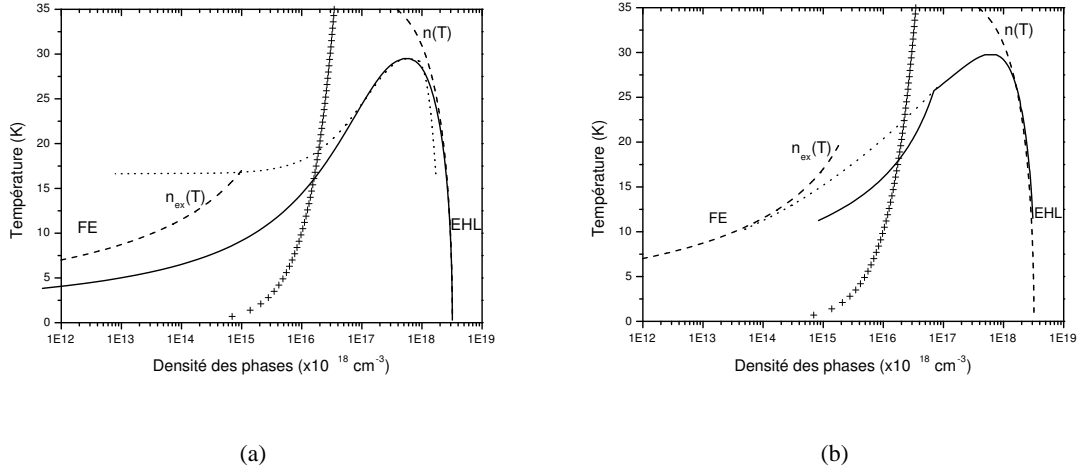 35
30
25
20
15
10
5
0
Température (K)
n(T)
n_ex(T)
FE
EHL
1E12 1E13 1E14 1E15 1E16 1E17 1E18 1E19
Densité des phases (x10 18 cm-3)
(a)
35
30
25
20
15
10
5
0
Température (K)
n(T)
n_ex(T)
FE
EHL
1E12 1E13 1E14 1E15 1E16 1E17 1E18 1E19
Densité des phases (x10 18 cm-3)
(b)